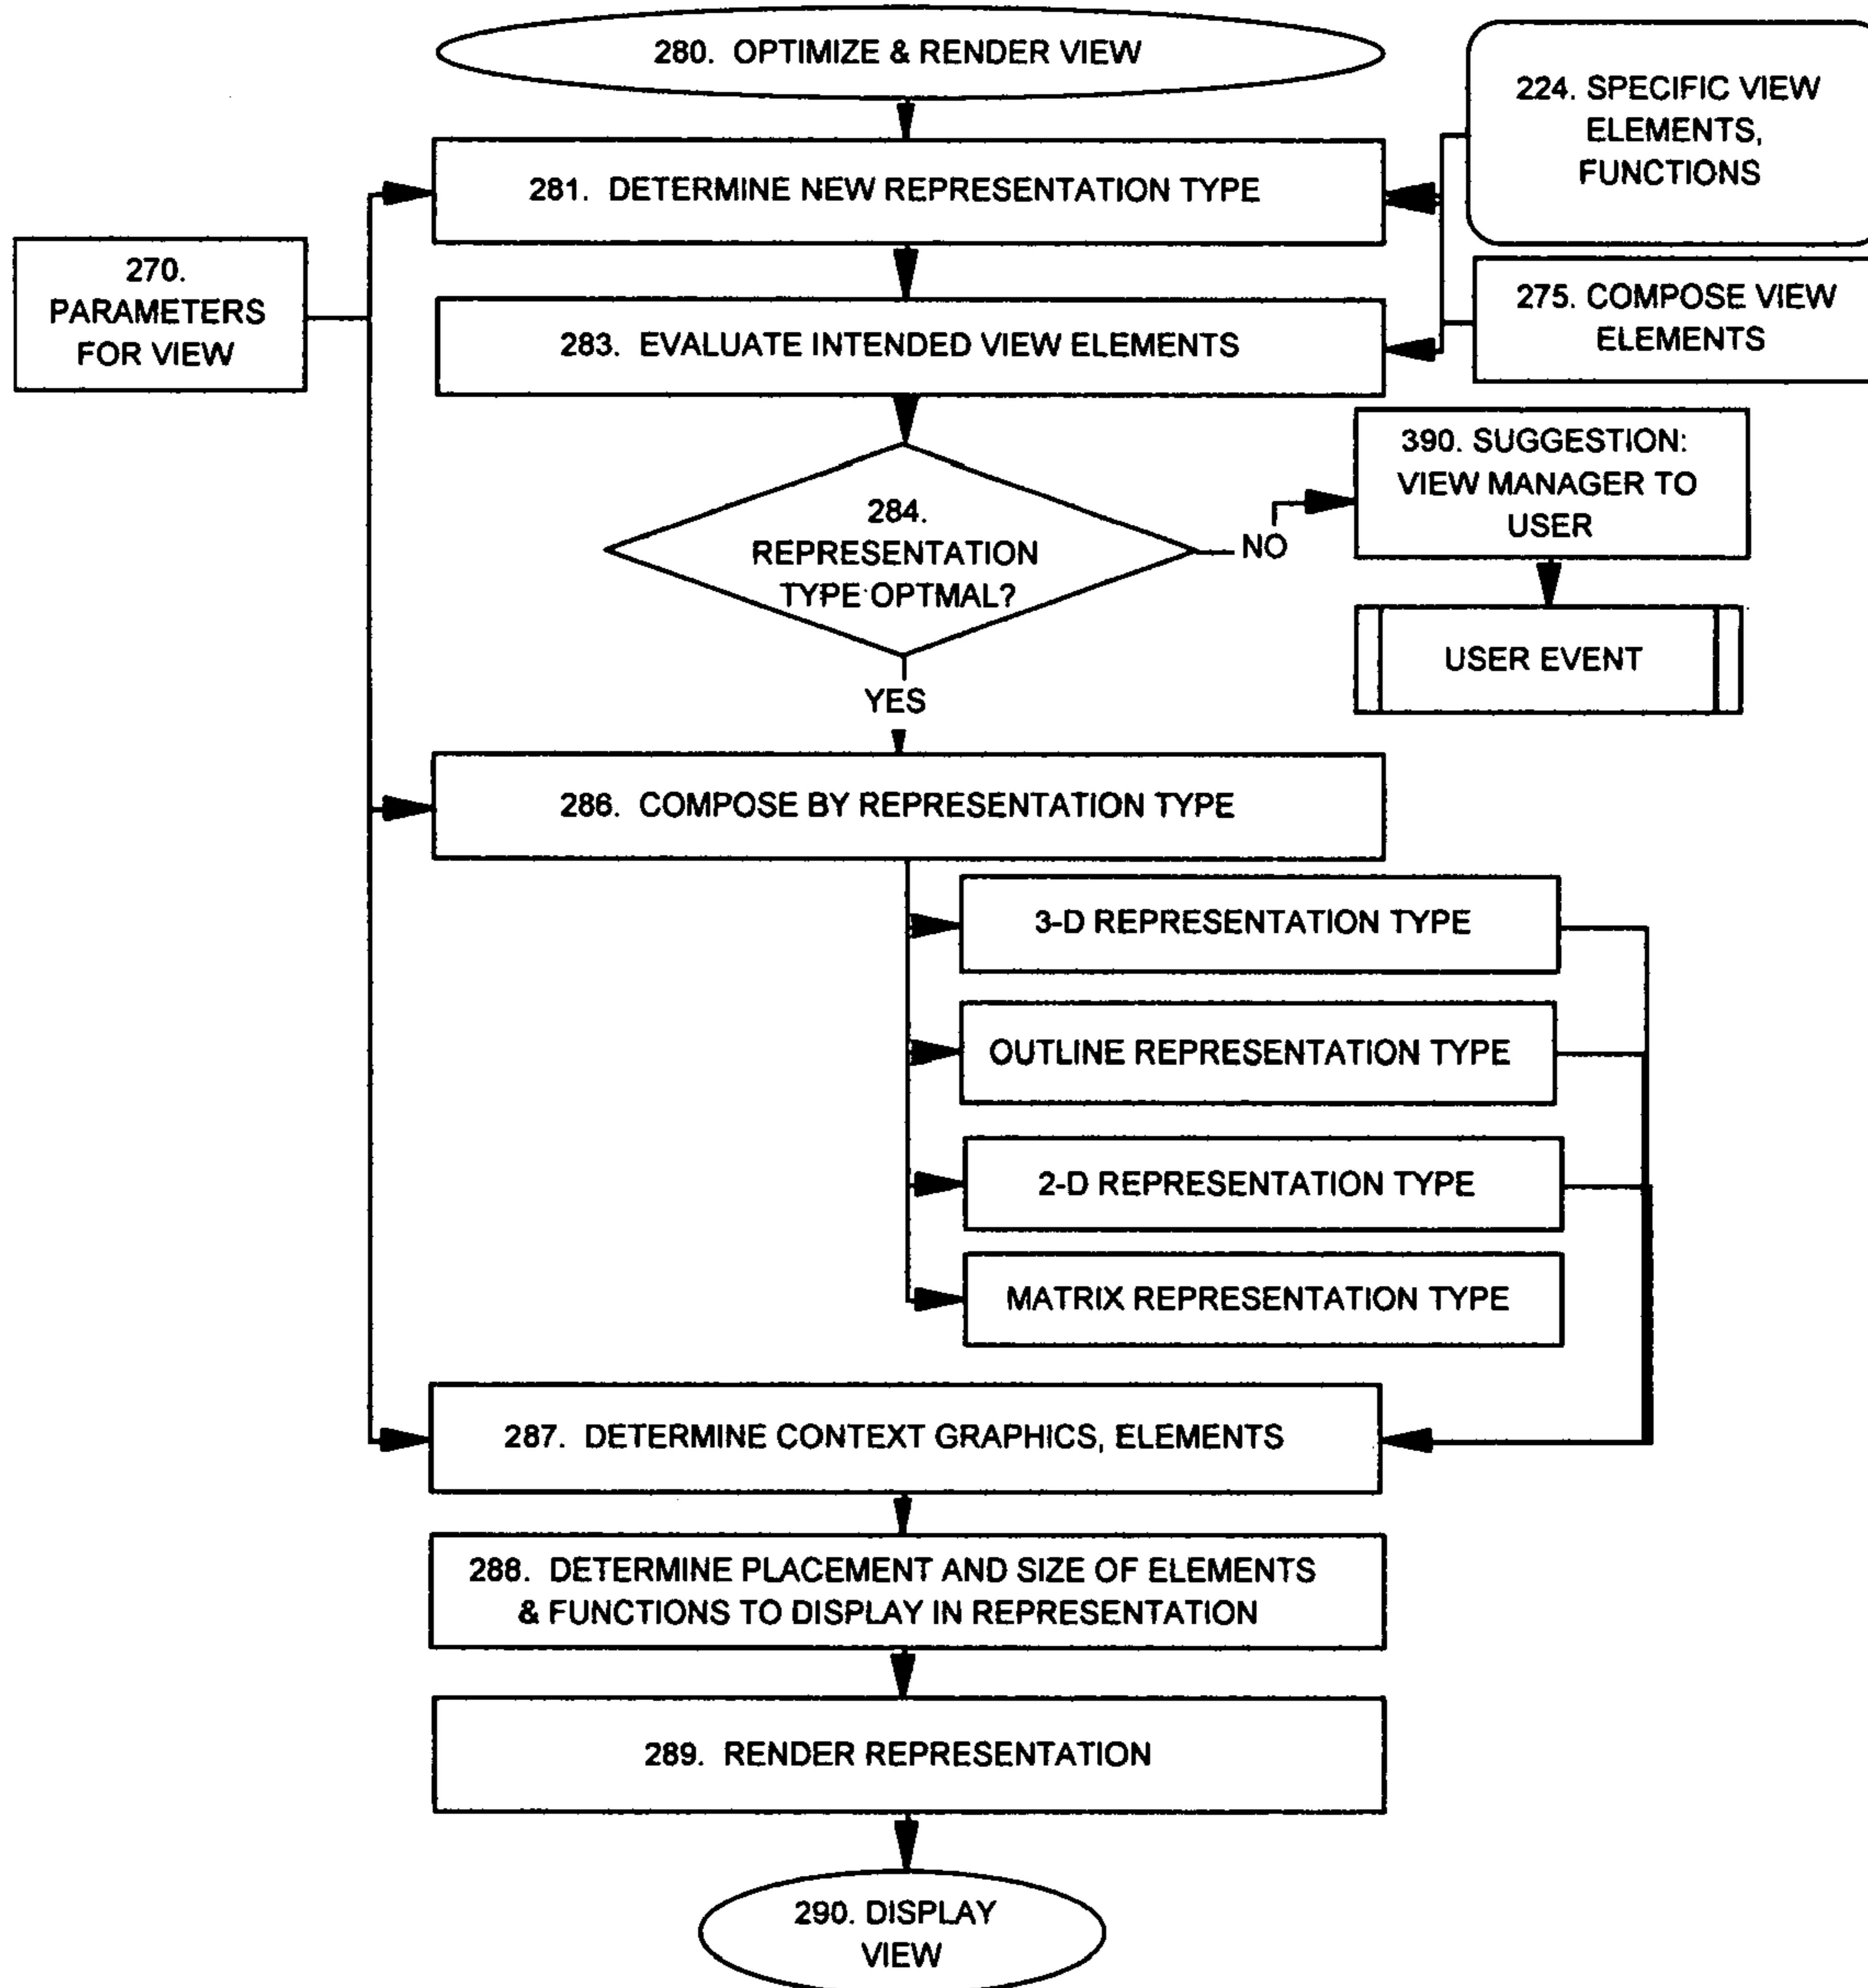 280. OPTIMIZE & RENDER VIEW
224. SPECIFIC VIEW
ELEMENTS,
FUNCTIONS
281. DETERMINE NEW REPRESENTATION TYPE
270.
PARAMETERS
FOR VIEW
275. COMPOSE VIEW
ELEMENTS
283. EVALUATE INTENDED VIEW ELEMENTS
390. SUGGESTION:
VIEW MANAGER TO
USER
284.
REPRESENTATION
TYPE OPTMAL?
NO
USER EVENT
YES
286. COMPOSE BY REPRESENTATION TYPE
3-D REPRESENTATION TYPE
OUTLINE REPRESENTATION TYPE
2-D REPRESENTATION TYPE
MATRIX REPRESENTATION TYPE
287. DETERMINE CONTEXT GRAPHICS, ELEMENTS
288. DETERMINE PLACEMENT AND SIZE OF ELEMENTS
& FUNCTIONS TO DISPLAY IN REPRESENTATION
289. RENDER REPRESENTATION
290. DISPLAY
VIEW